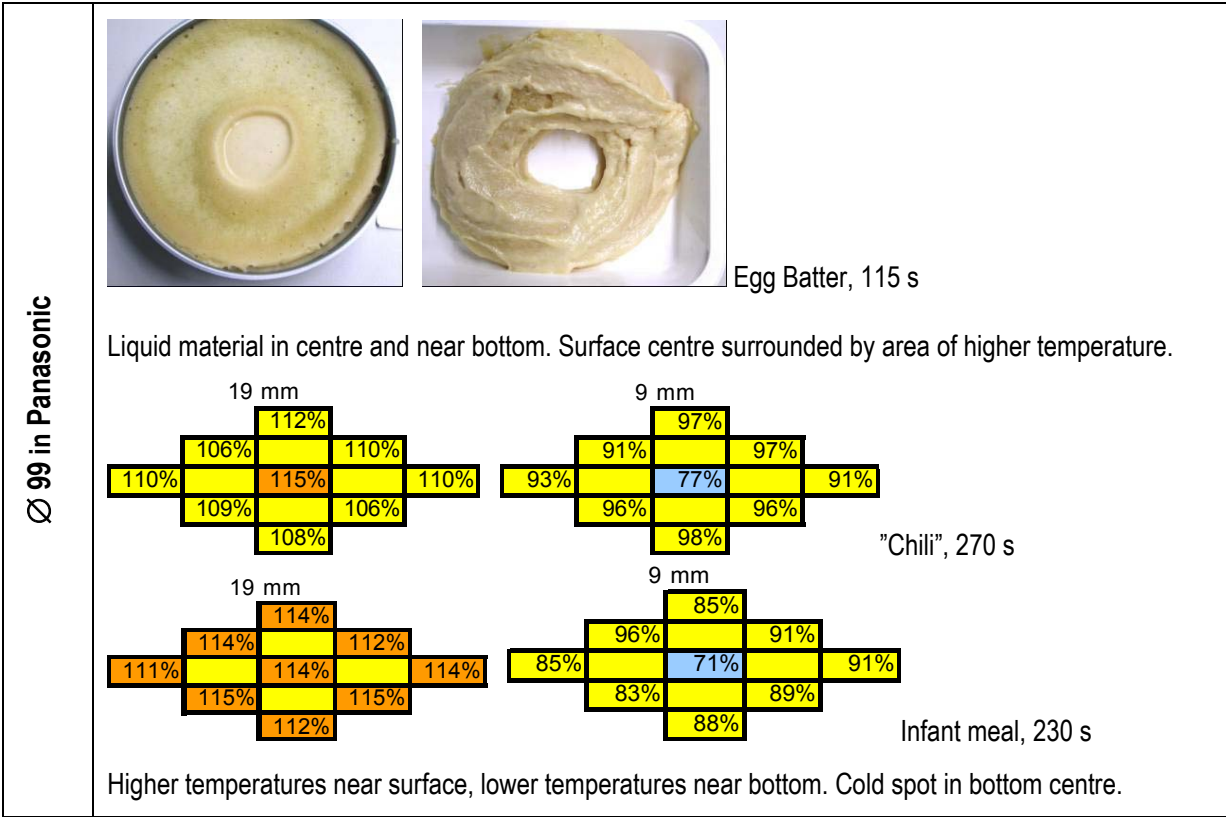 Ø 99 in Panasonic
Egg Batter, 115 s
Liquid material in centre and near bottom. Surface centre surrounded by area of higher temperature.
19 mm
9 mm
112%
97%
106% 110%
91% 97%
110% 115% 110%
93% 77% 91%
109% 106%
96% 96%
108%
98%
”Chili”, 270 s
19 mm
9 mm
114%
85%
114% 112%
96% 91%
111% 114% 114%
85% 71% 91%
115% 115%
83% 89%
112%
88%
Infant meal, 230 s
Higher temperatures near surface, lower temperatures near bottom. Cold spot in bottom centre.